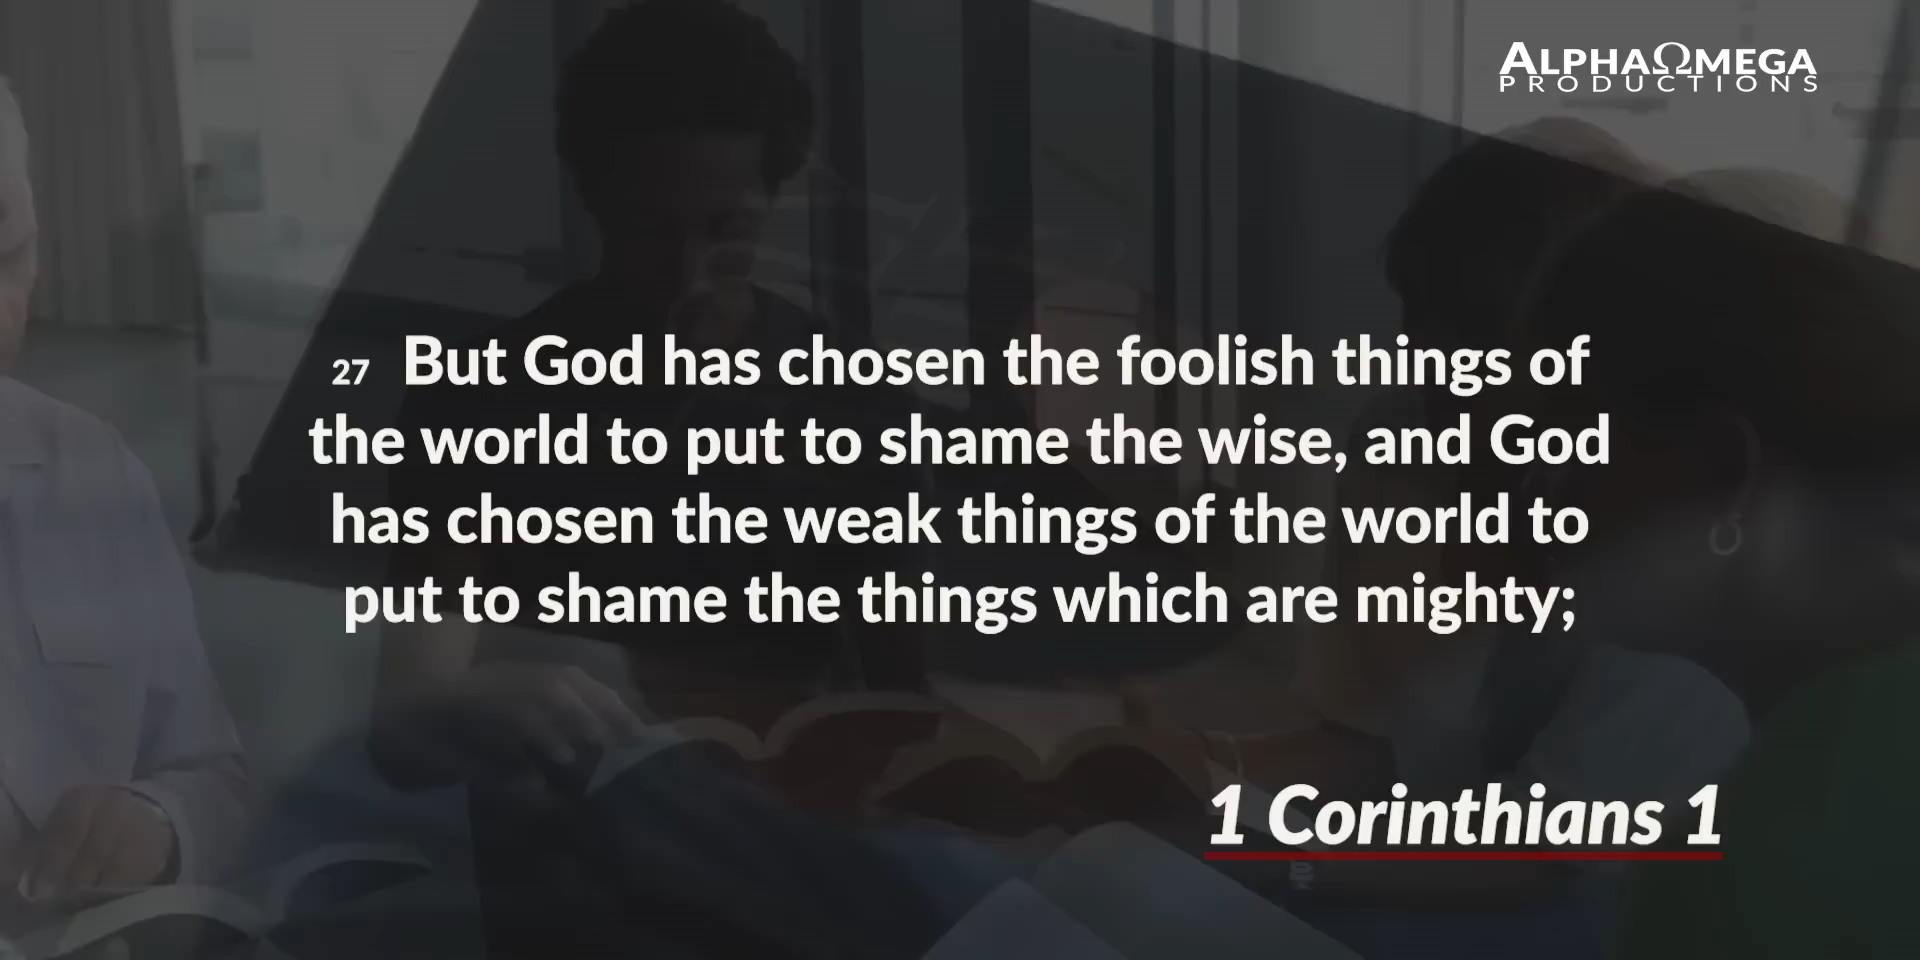 ALPHAΩMEGA
PRODUCTIONS
27 But God has chosen the foolish things of
the world to put to shame the wise, and God
has chosen the weak things of the world to
put to shame the things which are mighty;
1 Corinthians 1